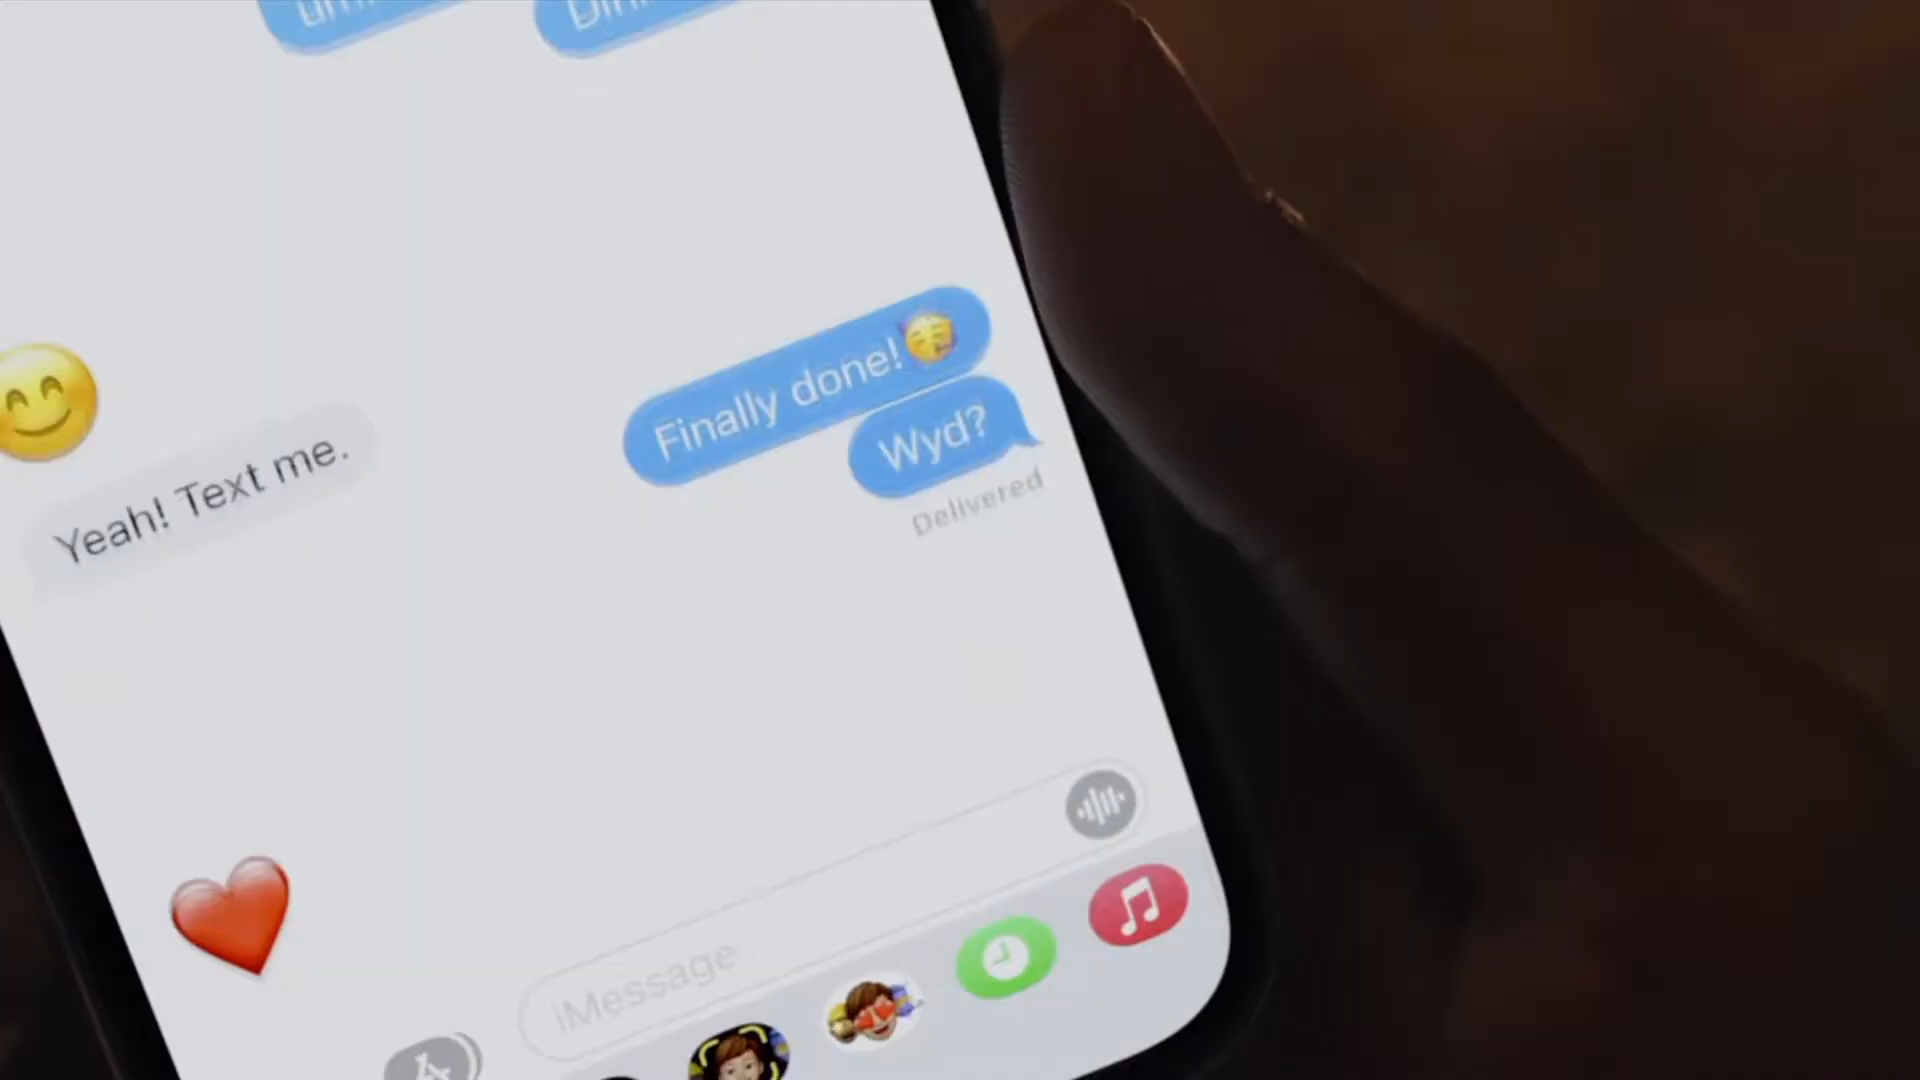 Yeah! Text me.
Finally done!🥳
Wyd?
Delivered
iMessage